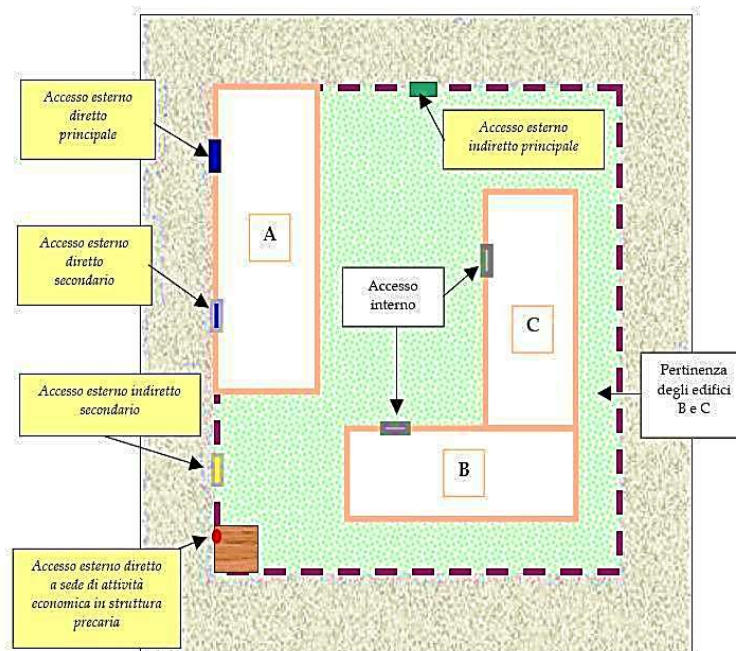 Accesso esterno
diretto
principale
Accesso esterno
indiretto principale
A
Accesso esterno
diretto
secondario
Accesso
interno
C
Accesso esterno indiretto
secondario
Pertinenza
degli edifici
B e C
B
Accesso esterno diretto
a sede di attività
economica in struttura
precaria